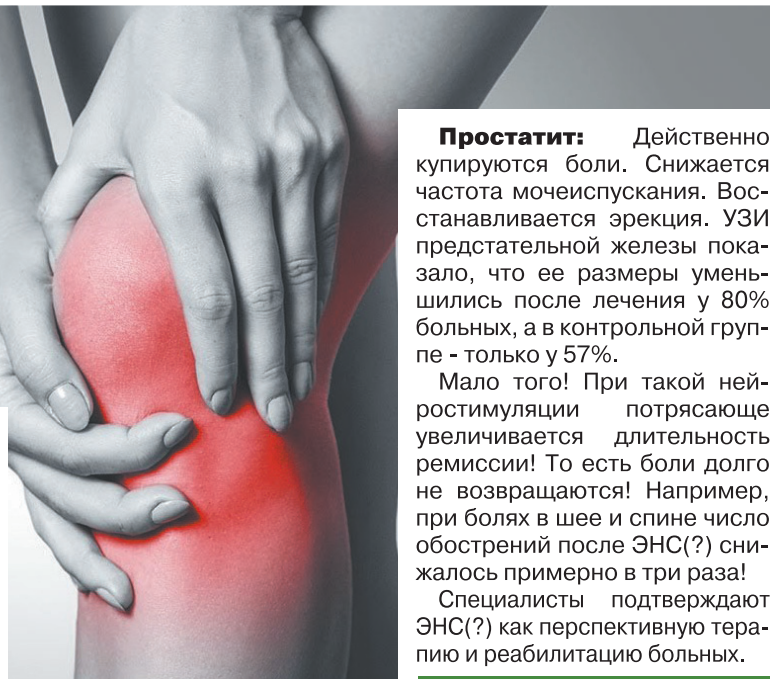 Простатит: Действенно
купируются боли. Снижается
частота мочеиспускания. Вос-
станавливается эрекция. УЗИ
предстательной железы пока-
зало, что ее размеры умень-
шились после лечения у 80%
больных, а в контрольной груп-
пе - только у 57%.
Мало того! При такой ней-
ростимуляции потрясающе
увеличивается длительность
ремиссии! То есть боли долго
не возвращаются! Например,
при болях в шее и спине число
обострений после ЭНС(?) сни-
жалось примерно в три раза!
Специалисты подтверждают
ЭНС(?) как перспективную тера-
пию и реабилитацию больных.